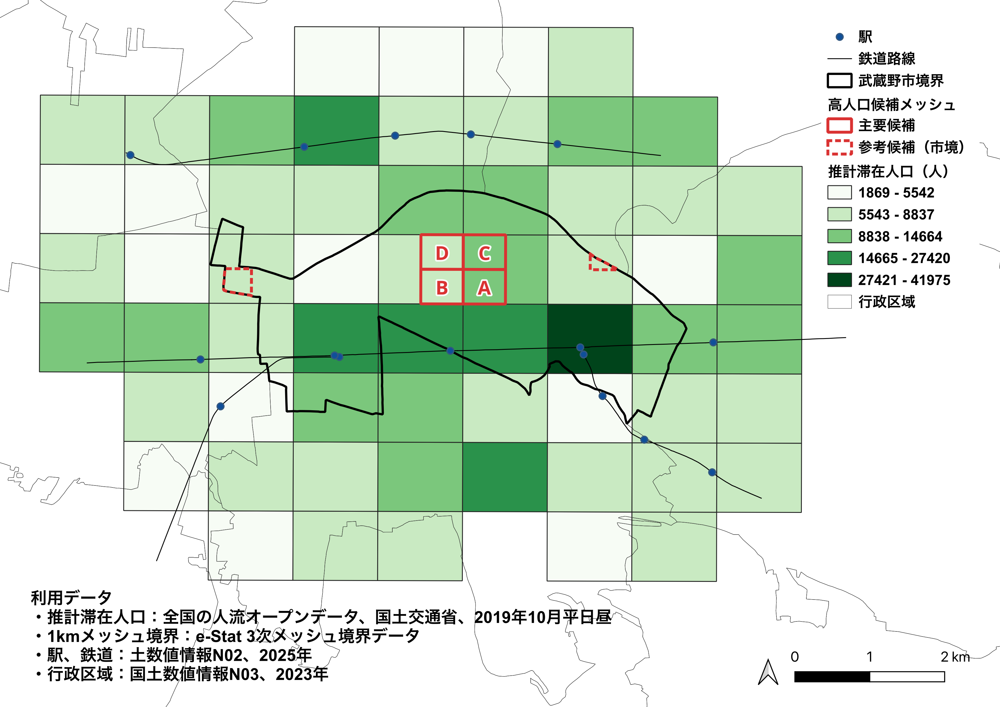 駅
鉄道路線
武蔵野市境界
高人口候補メッシュ
主要候補
参考候補（市境）
推計滞在人口（人）
1869 - 5542
5543 - 8837
8838 - 14664
14665 - 27420
27421 - 41975
行政区域
D C
B A
利用データ
・推計滞在人口：全国の人流オープンデータ、国土交通省、2019年10月平日昼
・1kmメッシュ境界：e-Stat 3次メッシュ境界データ
・駅、鉄道：土数値情報N02、2025年
・行政区域：国土数値情報N03、2023年
0 1 2 km